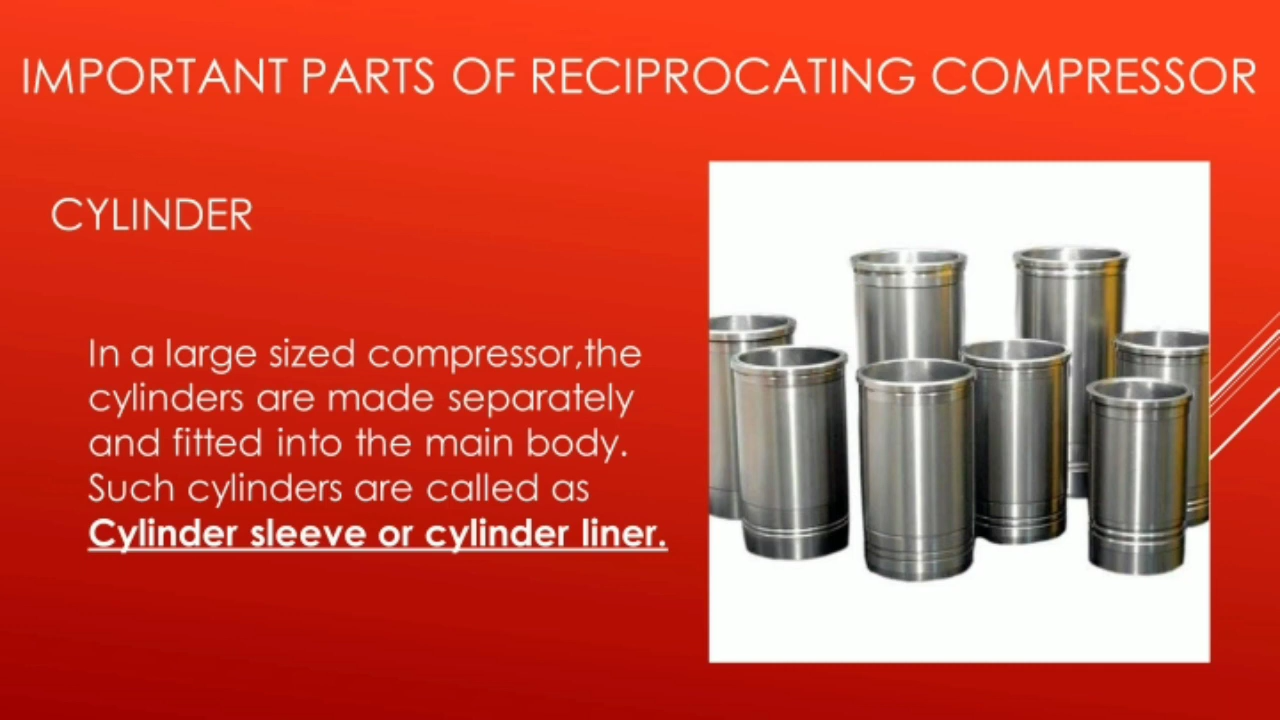 IMPORTANT PARTS OF RECIPROCATING COMPRESSOR
CYLINDER
In a large sized compressor,the
cylinders are made separately
and fitted into the main body.
Such cylinders are called as
Cylinder sleeve or cylinder liner.